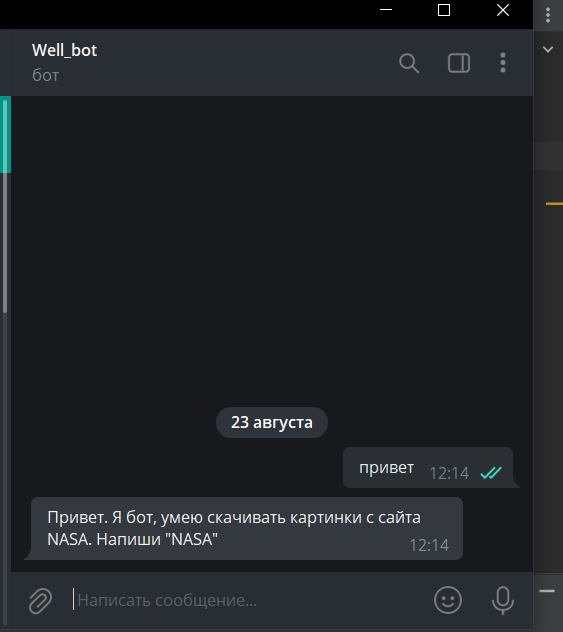 Well_bot
бот
23 августа
привет 12:14
Привет. Я бот, умею скачивать картинки с сайта
NASA. Напиши "NASA" 12:14
Написать сообщение...